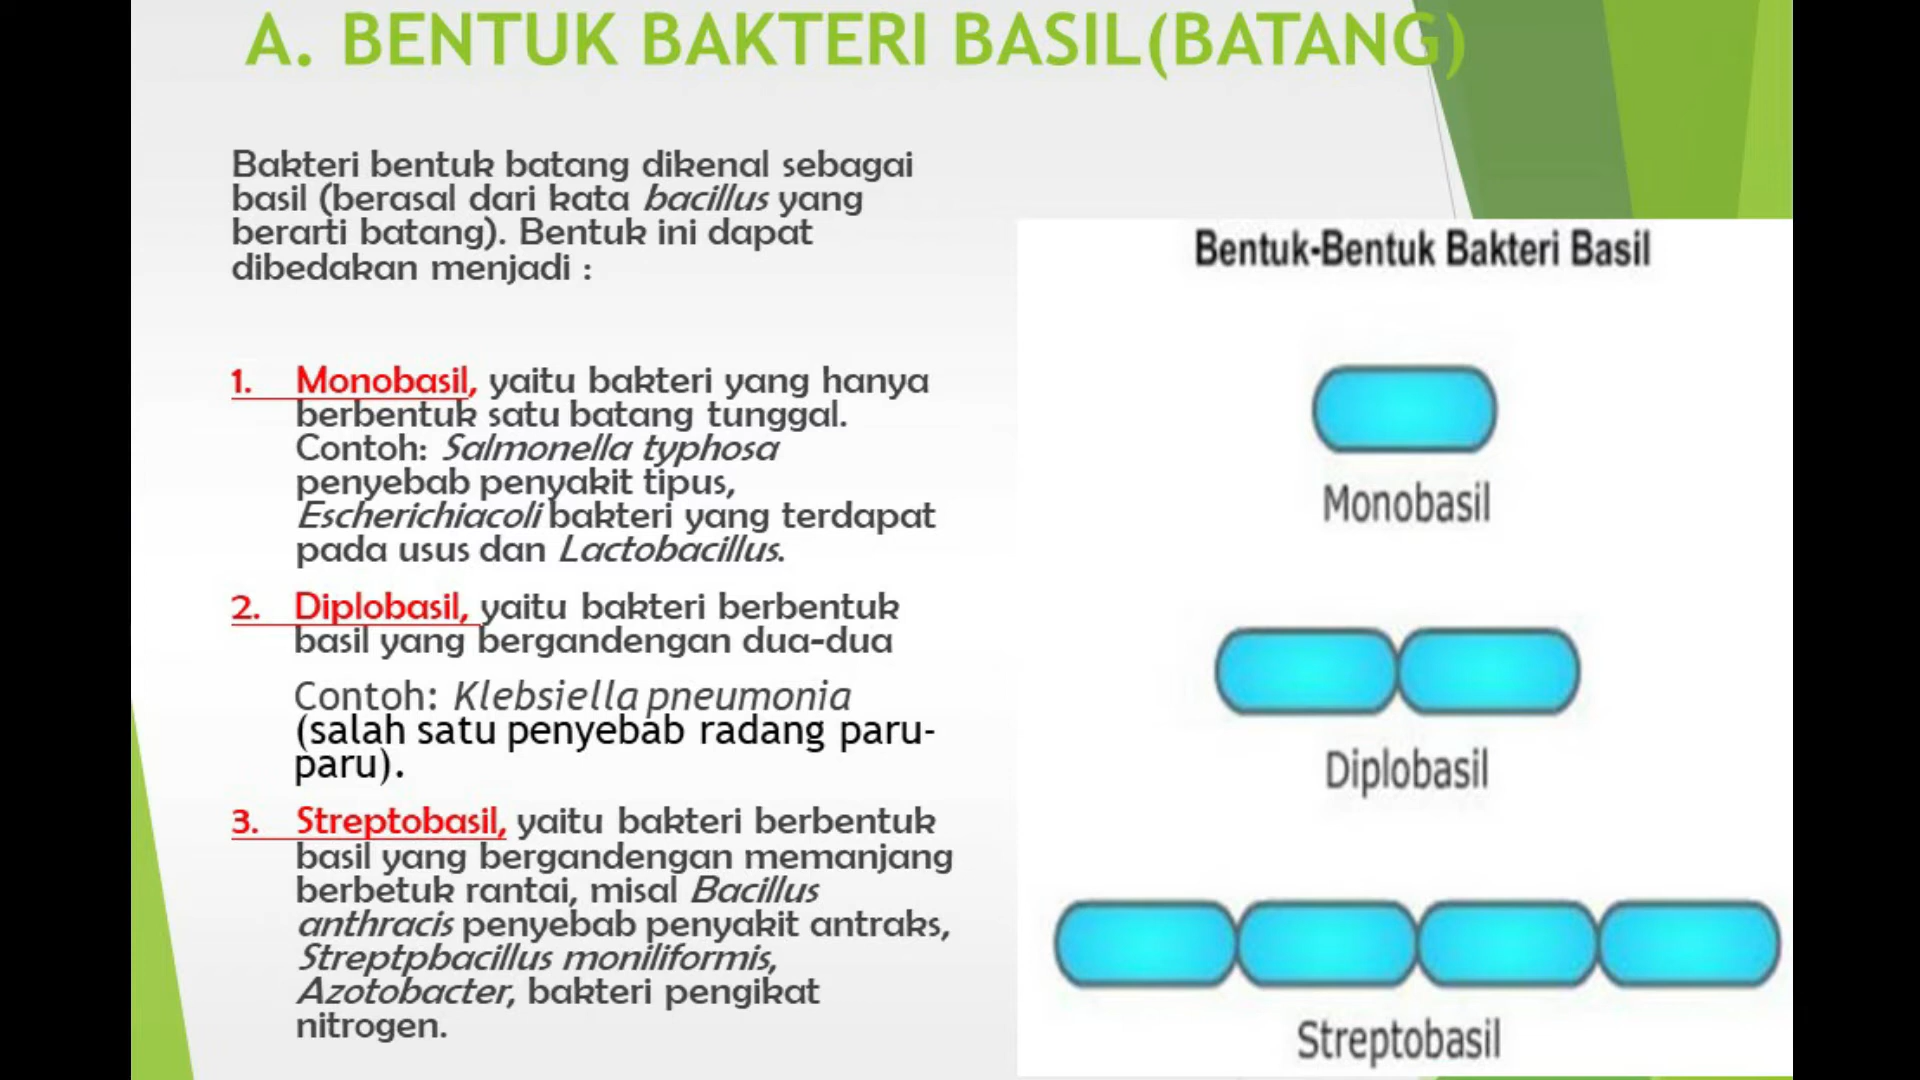 A. BENTUK BAKTERI BASIL(BATANG)
Bakteri bentuk batang dikenal sebagai
basil (berasal dari kata bacillus yang
berarti batang). Bentuk ini dapat
dibedakan menjadi :
1. Monobasil, yaitu bakteri yang hanya
berbentuk satu batang tunggal.
Contoh: Salmonella typhosa
penyebab penyakit tipus,
Escherichiacoli bakteri yang terdapat
pada usus dan Lactobacillus.
2. Diplobasil, yaitu bakteri berbentuk
basil yang bergandengan dua-dua
Contoh: Klebsiella pneumonia
(salah satu penyebab radang paru-
paru).
3. Streptobasil, yaitu bakteri berbentuk
basil yang bergandengan memanjang
berbetuk rantai, misal Bacillus
anthracis penyebab penyakit antraks,
Streptpbacillus moniliformis,
Azotobacter, bakteri pengikat
nitrogen.
Bentuk-Bentuk Bakteri Basil
Monobasil
Diplobasil
Streptobasil